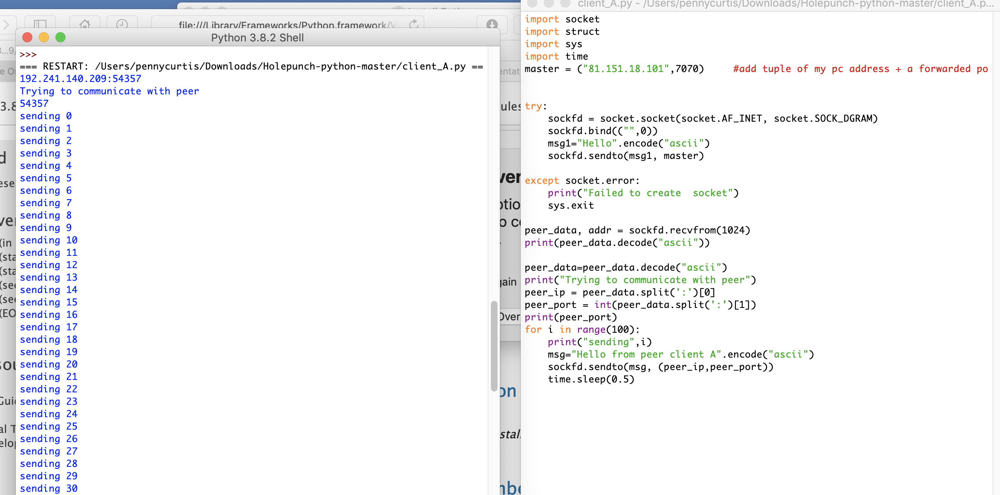 Install Pyth
file:///Library/Frameworks/Python.framework/V
Python 3.8.2 Shell
>>>
=== RESTART: /Users/pennycurtis/Downloads/Holepunch-python-master/client_A.py ==
192.241.140.209:54357
Trying to communicate with peer
54357
sending 0
sending 1
sending 2
sending 3
sending 4
sending 5
sending 6
sending 7
sending 8
sending 9
sending 10
sending 11
sending 12
sending 13
sending 14
sending 15
sending 16
sending 17
sending 18
sending 19
sending 20
sending 21
sending 22
sending 23
sending 24
sending 25
sending 26
sending 27
sending 28
sending 29
sending 30
client_A.py - /Users/pennycurtis/Downloads/Holepunch-python-master/client_A.p...
import socket
import struct
import sys
import time
master = ("81.151.18.101",7070)     #add tuple of my pc address + a forwarded po
try:
    sockfd = socket.socket(socket.AF_INET, socket.SOCK_DGRAM)
    sockfd.bind(("",0))
    msg1="Hello".encode("ascii")
    sockfd.sendto(msg1, master)
except socket.error:
    print("Failed to create  socket")
    sys.exit
peer_data, addr = sockfd.recvfrom(1024)
print(peer_data.decode("ascii"))
peer_data=peer_data.decode("ascii")
print("Trying to communicate with peer")
peer_ip = peer_data.split(':')[0]
peer_port = int(peer_data.split(':')[1])
print(peer_port)
for i in range(100):
    print("sending",i)
    msg="Hello from peer client A".encode("ascii")
    sockfd.sendto(msg, (peer_ip,peer_port))
    time.sleep(0.5)